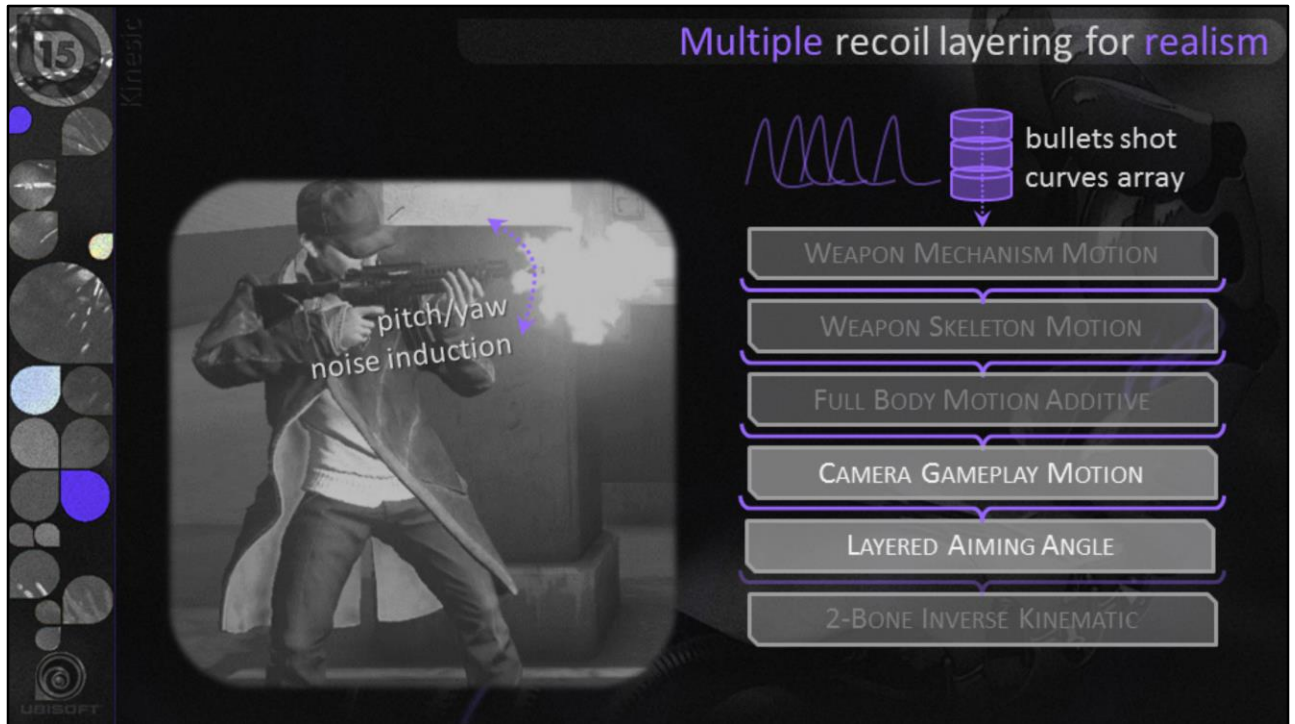 15
Kinesic
Multiple recoil layering for realism
bullets shot
curves array
pitch/yaw
noise induction
WEAPON MECHANISM MOTION
WEAPON SKELETON MOTION
FULL BODY MOTION ADDITIVE
CAMERA GAMEPLAY MOTION
LAYERED AIMING ANGLE
2-BONE INVERSE KINEMATIC
UBISOFT